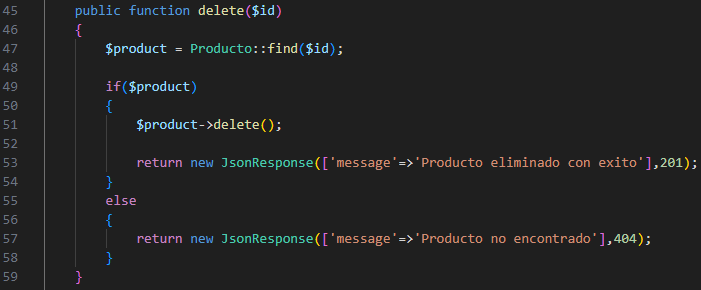 45 public function delete($id)
46 {
47 $product = Producto::find($id);
48
49 if($product)
50 {
51 $product->delete();
52
53 return new JsonResponse(['message'=>'Producto eliminado con exito'],201);
54 }
55 else
56 {
57 return new JsonResponse(['message'=>'Producto no encontrado'],404);
58 }
59 }